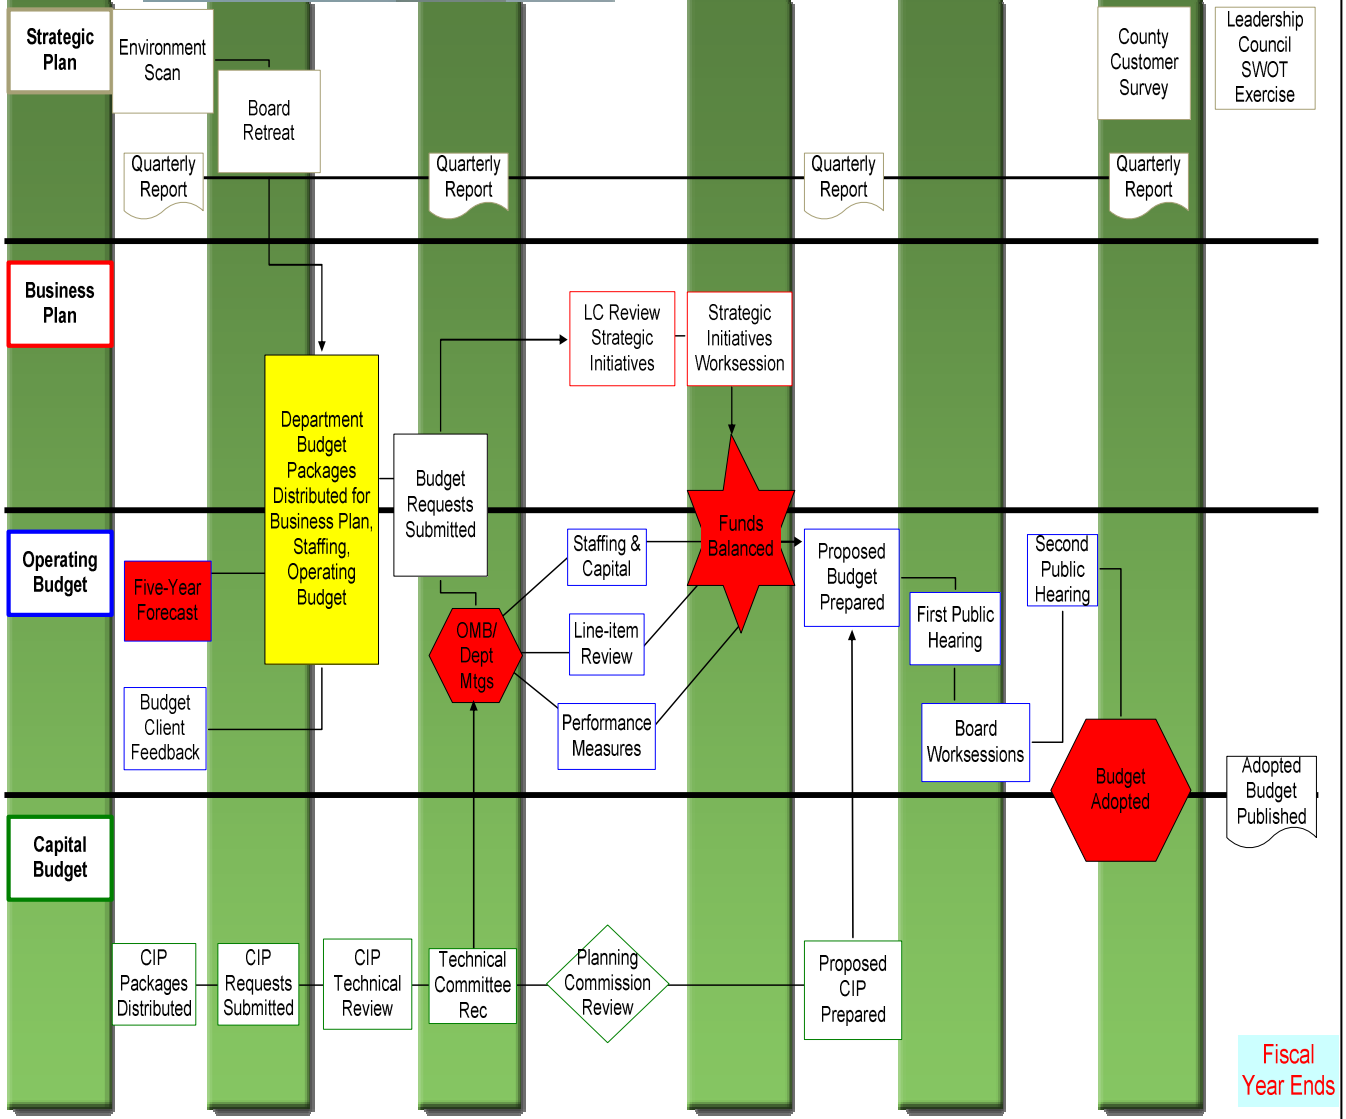 Strategic
Plan
Environment
Scan
Board
Retreat
County
Customer
Survey
Leadership
Council
SWOT
Exercise
Quarterly
Report
Quarterly
Report
Quarterly
Report
Quarterly
Report
Business
Plan
LC Review
Strategic
Initiatives
Strategic
Initiatives
Worksession
Department
Budget
Packages
Distributed for
Business Plan,
Staffing,
Operating
Budget
Budget
Requests
Submitted
Operating
Budget
Five-Year
Forecast
Budget
Client
Feedback
OMB/
Dept
Mtgs
Staffing &
Capital
Line-item
Review
Performance
Measures
Funds
Balanced
Proposed
Budget
Prepared
First Public
Hearing
Board
Worksessions
Second
Public
Hearing
Budget
Adopted
Adopted
Budget
Published
Capital
Budget
CIP
Packages
Distributed
CIP
Requests
Submitted
CIP
Technical
Review
Technical
Committee
Rec
Planning
Commission
Review
Proposed
CIP
Prepared
Fiscal
Year Ends